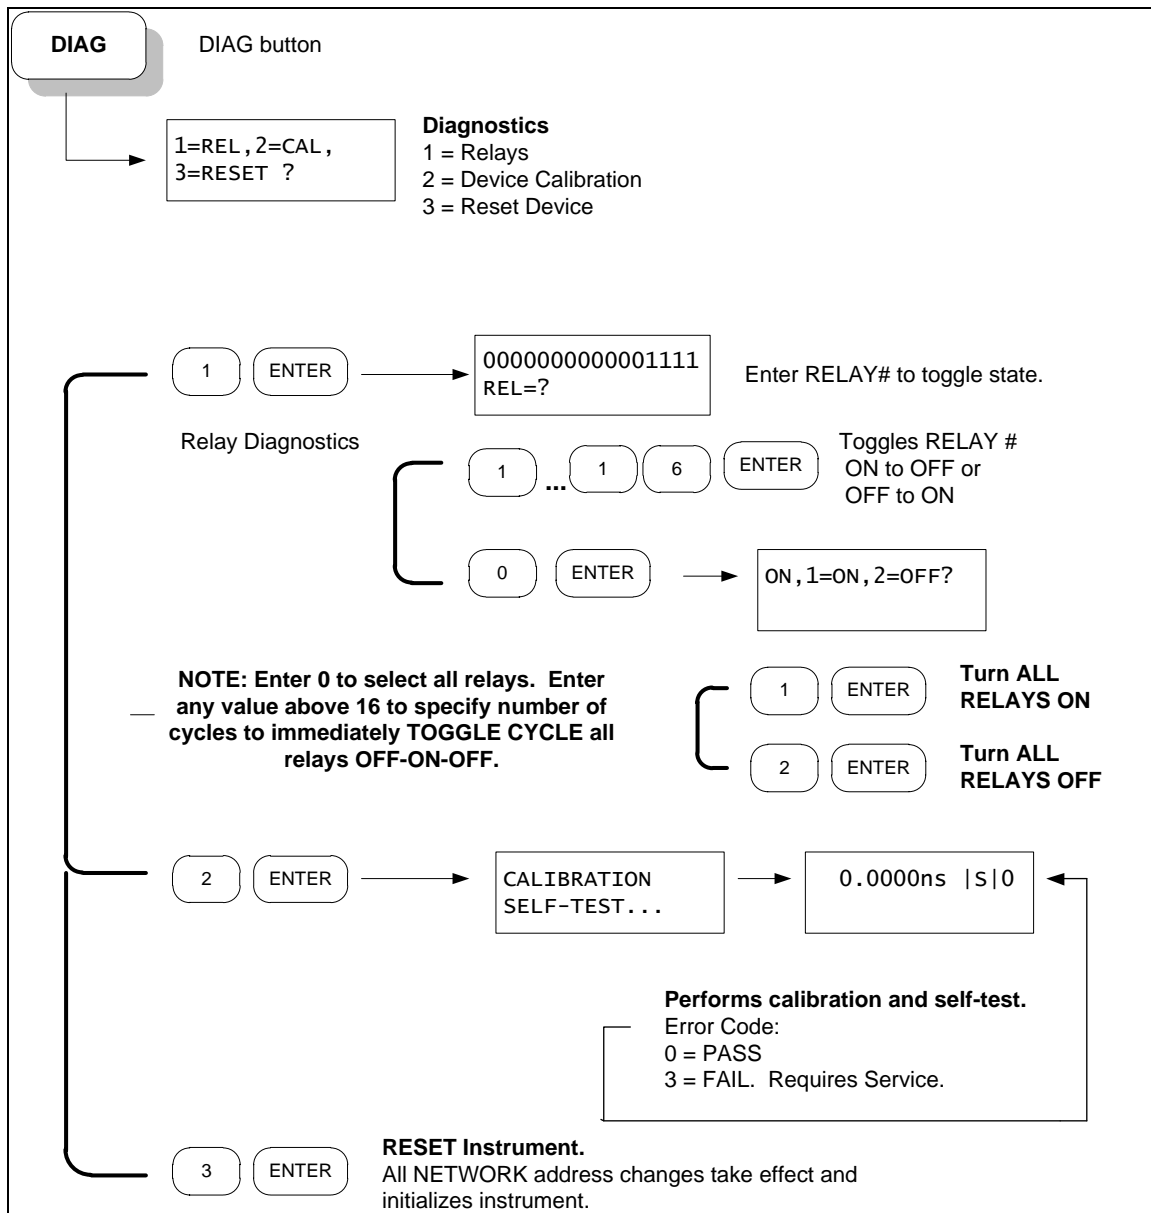 DIAG
DIAG button
1=REL,2=CAL,
3=RESET ?
Diagnostics
1 = Relays
2 = Device Calibration
3 = Reset Device
1
ENTER
0000000000001111
REL=?
Enter RELAY# to toggle state.
Relay Diagnostics
1
...
1
6
ENTER
Toggles RELAY #
ON to OFF or
OFF to ON
0
ENTER
ON,1=ON,2=OFF?
NOTE: Enter 0 to select all relays. Enter
any value above 16 to specify number of
cycles to immediately TOGGLE CYCLE all
relays OFF-ON-OFF.
1
ENTER
Turn ALL
RELAYS ON
2
ENTER
Turn ALL
RELAYS OFF
2
ENTER
CALIBRATION
SELF-TEST...
0.0000ns |S|0
Performs calibration and self-test.
Error Code:
0 = PASS
3 = FAIL. Requires Service.
3
ENTER
RESET Instrument.
All NETWORK address changes take effect and
initializes instrument.